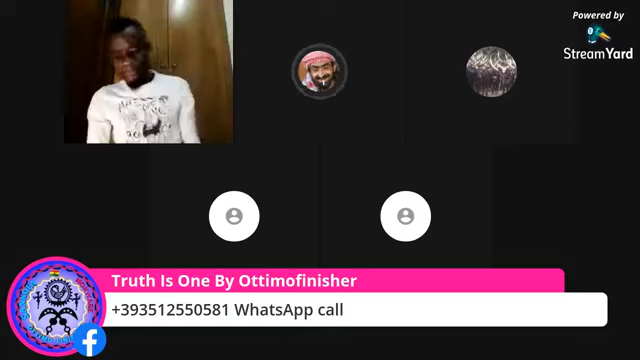 Powered by
StreamYard
Truth Is One By Ottimofinisher
+393512550581 WhatsApp call